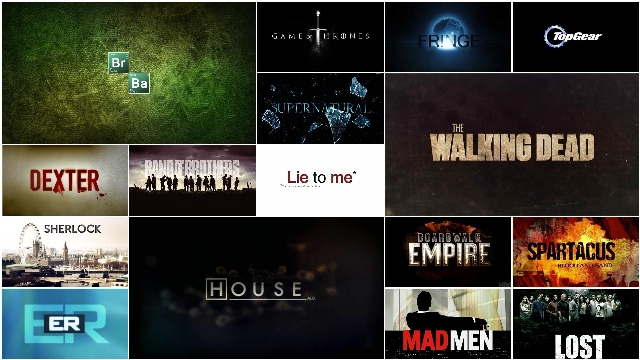 Br
Ba
GAME OF THRONES
FRINGE
TopGear
SUPERNATURAL
THE
WALKING DEAD
DEXTER
BAND OF BROTHERS
Lie to me*
SHERLOCK
HOUSE
BOARDWALK
EMPIRE
SPARTACUS
ER
ER
MAD MEN
LOST